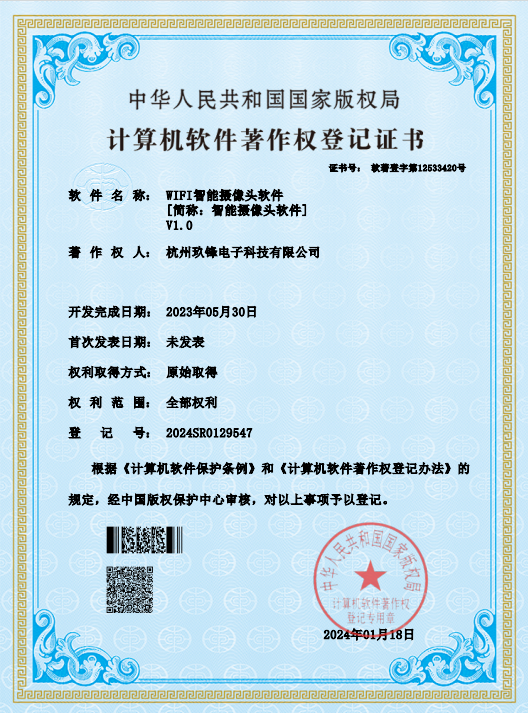 中华人民共和国国家版权局
计算机软件著作权登记证书
证书号： 软著登字第12533420号
软件名称： WIFI智能摄像头软件
[简称：智能摄像头软件]
V1.0
著作权人： 杭州玖锋电子科技有限公司
开发完成日期： 2023年05月30日
首次发表日期： 未发表
权利取得方式： 原始取得
权利范围： 全部权利
登记号： 2024SR0129547
根据《计算机软件保护条例》和《计算机软件著作权登记办法》的
规定，经中国版权保护中心审核，对以上事项予以登记。
中华人民共和国国家版权局
计算机软件著作权
登记专用章
2024年01月18日